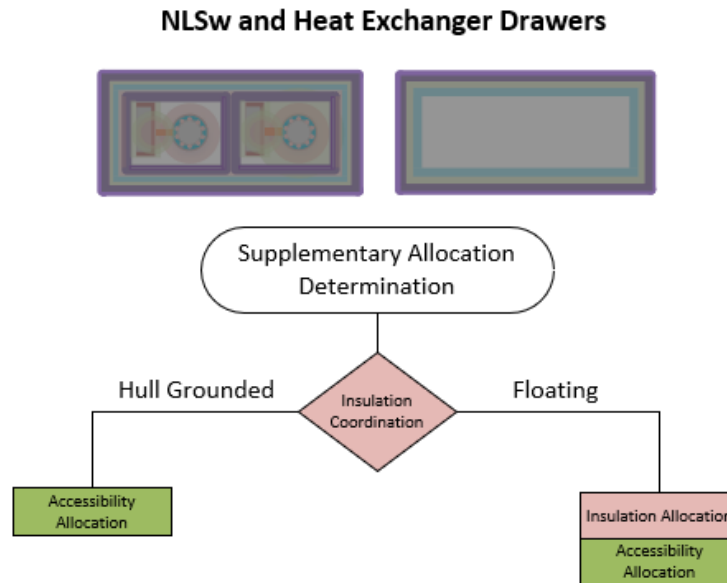 NLSw and Heat Exchanger Drawers
Supplementary Allocation
Determination
Hull Grounded
Insulation
Coordination
Floating
Accessibility
Allocation
Insulation Allocation
Accessibility
Allocation